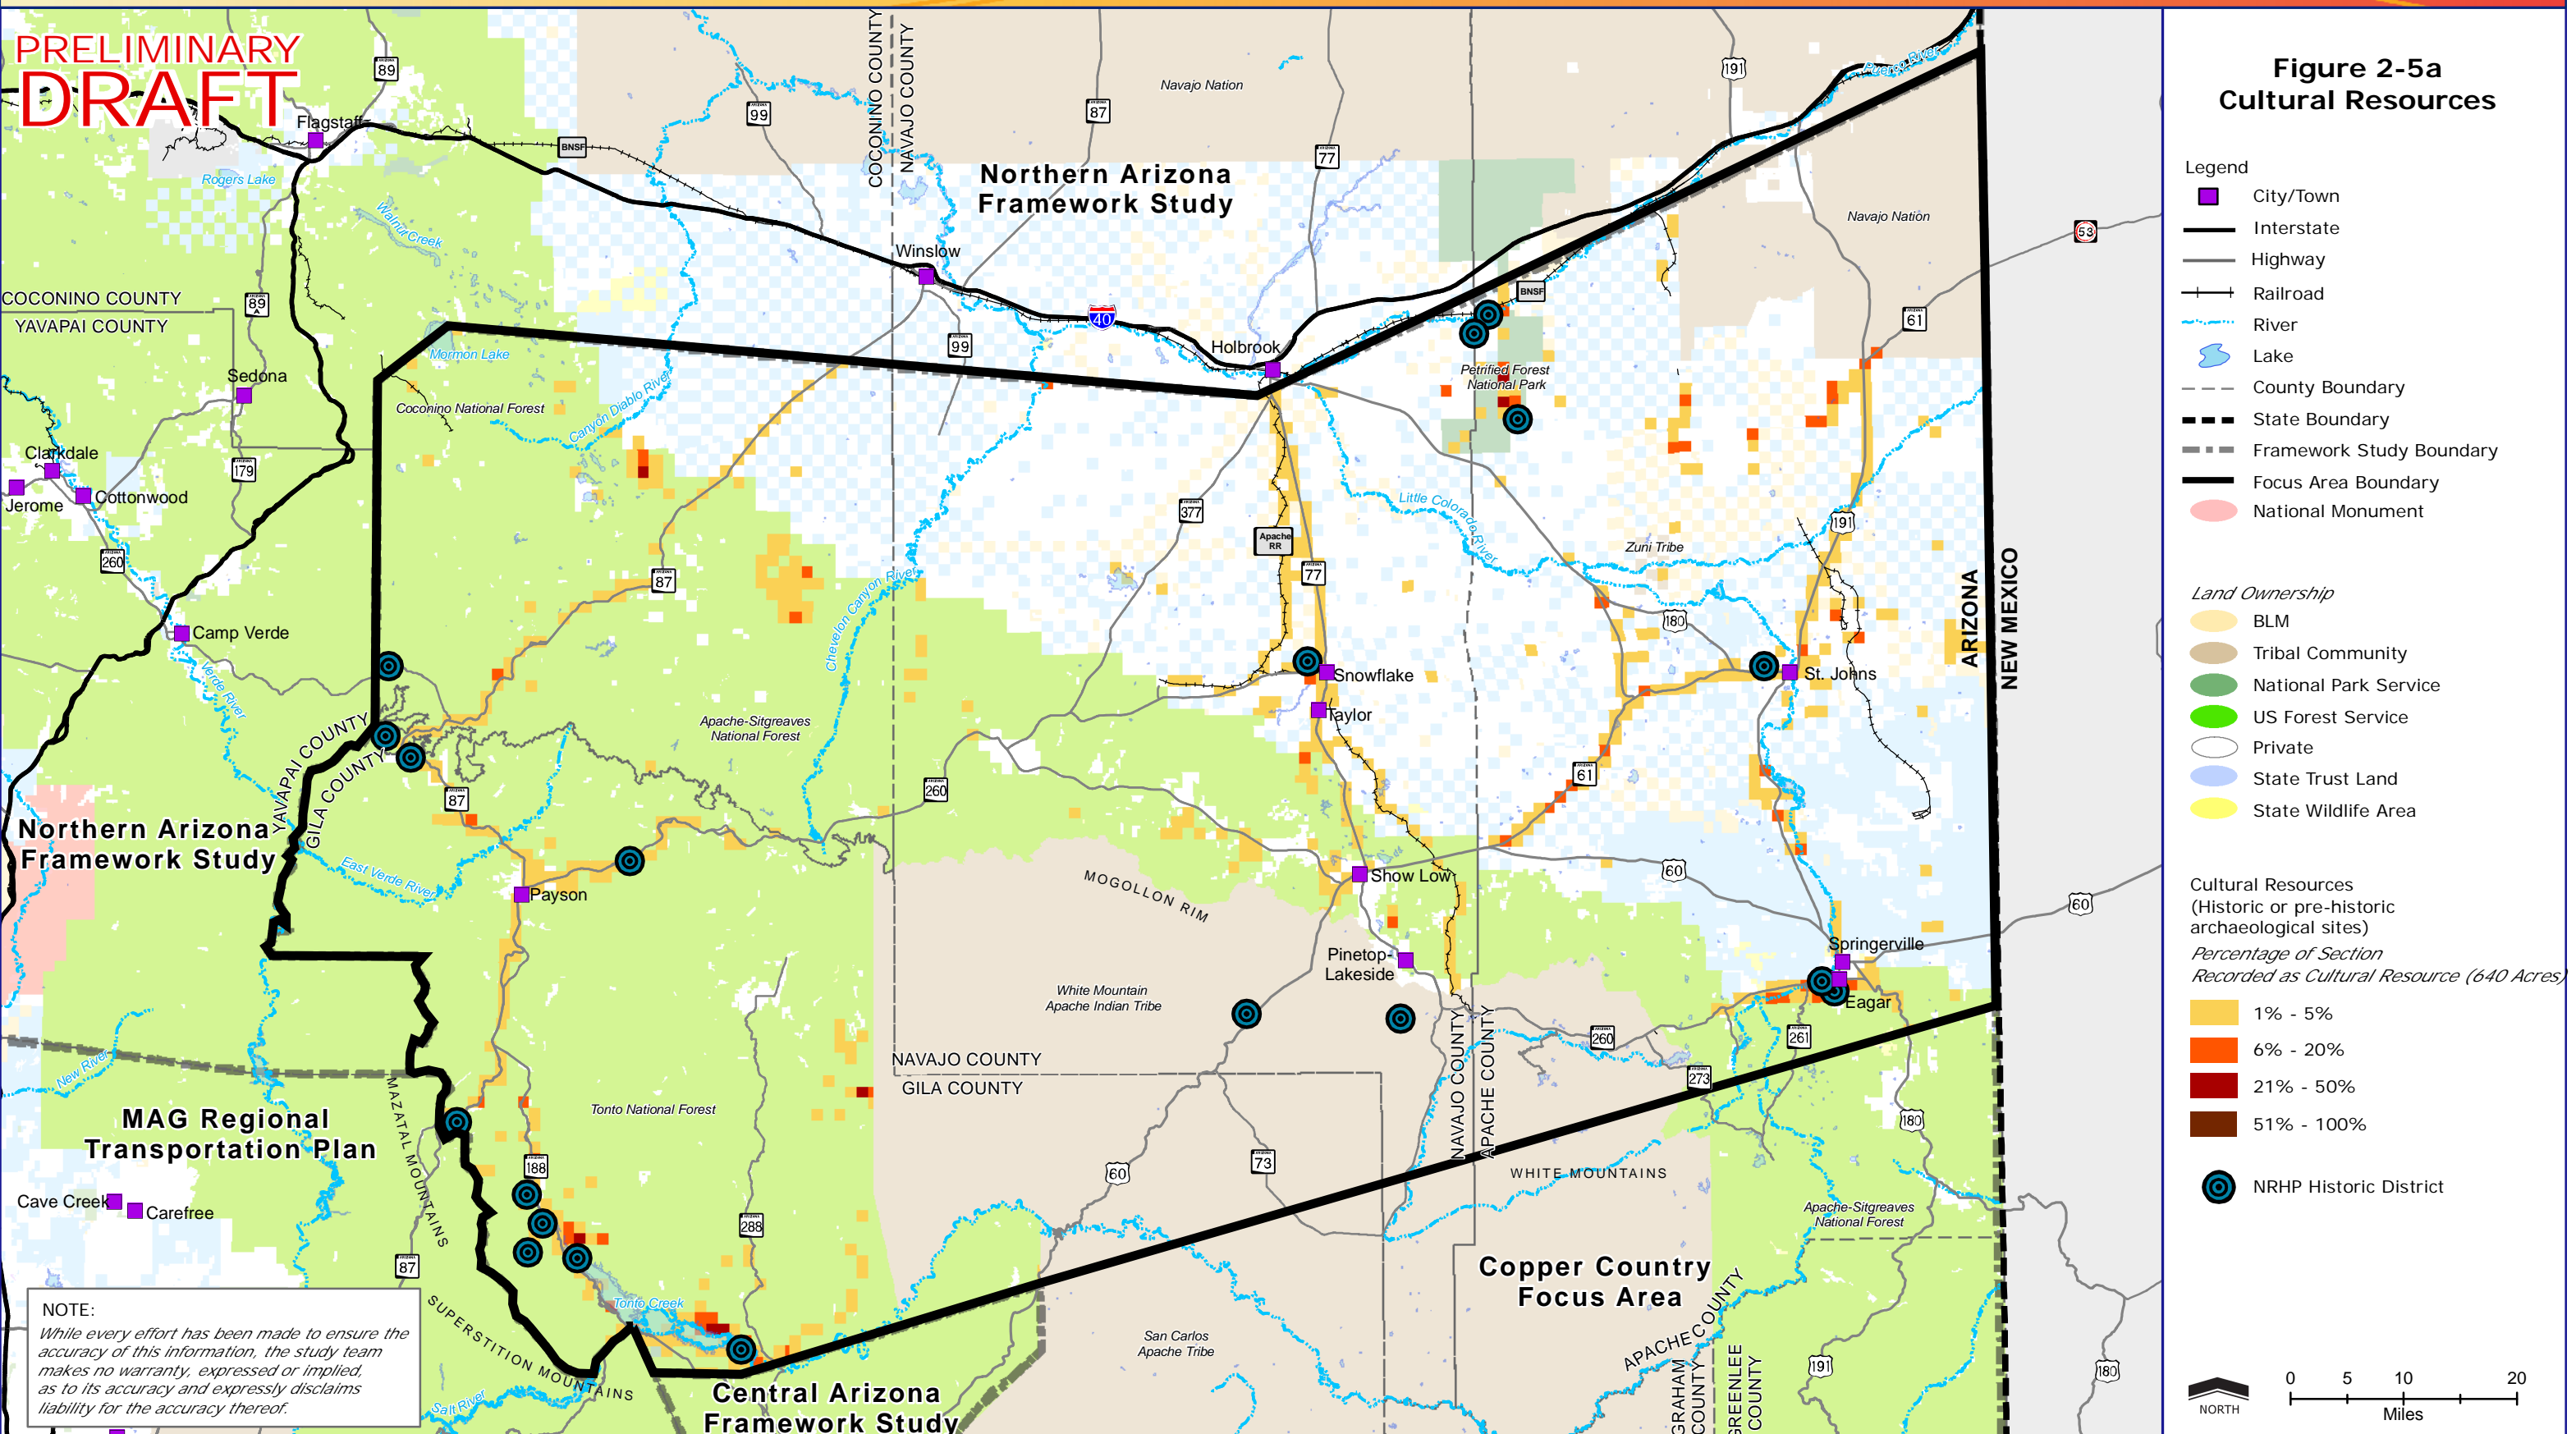 PRELIMINARY
DRAFT
Figure 2-5a
Cultural Resources
Legend
City/Town
Interstate
Highway
Railroad
River
Lake
County Boundary
State Boundary
Framework Study Boundary
Focus Area Boundary
National Monument
Land Ownership
BLM
Tribal Community
National Park Service
US Forest Service
Private
State Trust Land
State Wildlife Area
Cultural Resources
(Historic or pre-historic
archaeological sites)
Percentage of Section
Recorded as Cultural Resource (640 Acres)
1% - 5%
6% - 20%
21% - 50%
51% - 100%
NRHP Historic District
0 5 10 20
Miles
NORTH
89
Flagstaff
BNSF
99
COCONINO COUNTY
NAVAJO COUNTY
87
Navajo Nation
77
191
Puerco River
Rogers Lake
Walnut Creek
Northern Arizona
Framework Study
Navajo Nation
53
Winslow
COCONINO COUNTY
YAVAPAI COUNTY
89
A
40
BNSF
61
Mormon Lake
99
Holbrook
Sedona
Petrified Forest
National Park
Coconino National Forest
Canyon Diablo River
Clarkdale
179
Jerome
Cottonwood
377
Little Colorado River
191
260
Apache
RR
Zuni Tribe
87
77
Chevelon Canyon River
ARIZONA
NEW MEXICO
180
Camp Verde
Verde River
Snowflake
St. Johns
Taylor
Apache-Sitgreaves
National Forest
YAVAPAI COUNTY
GILA COUNTY
87
260
61
Northern Arizona
Framework Study
East Verde River
Payson
MOGOLLON RIM
Show Low
60
60
Pinetop-
Lakeside
Springerville
White Mountain
Apache Indian Tribe
Eagar
NAVAJO COUNTY
GILA COUNTY
NAVAJO COUNTY
APACHE COUNTY
260
261
273
New River
MAG Regional
Transportation Plan
MAZATAL MOUNTAINS
Tonto National Forest
180
188
60
73
WHITE MOUNTAINS
Cave Creek
Carefree
288
Apache-Sitgreaves
National Forest
87
Copper Country
Focus Area
SUPERSTITION MOUNTAINS
Tonto Creek
San Carlos
Apache Tribe
APACHE COUNTY
GRAHAM
COUNTY
GREENLEE
COUNTY
191
180
Salt River
Central Arizona
Framework Study
NOTE:
While every effort has been made to ensure the
accuracy of this information, the study team
makes no warranty, expressed or implied,
as to its accuracy and expressly disclaims
liability for the accuracy thereof.